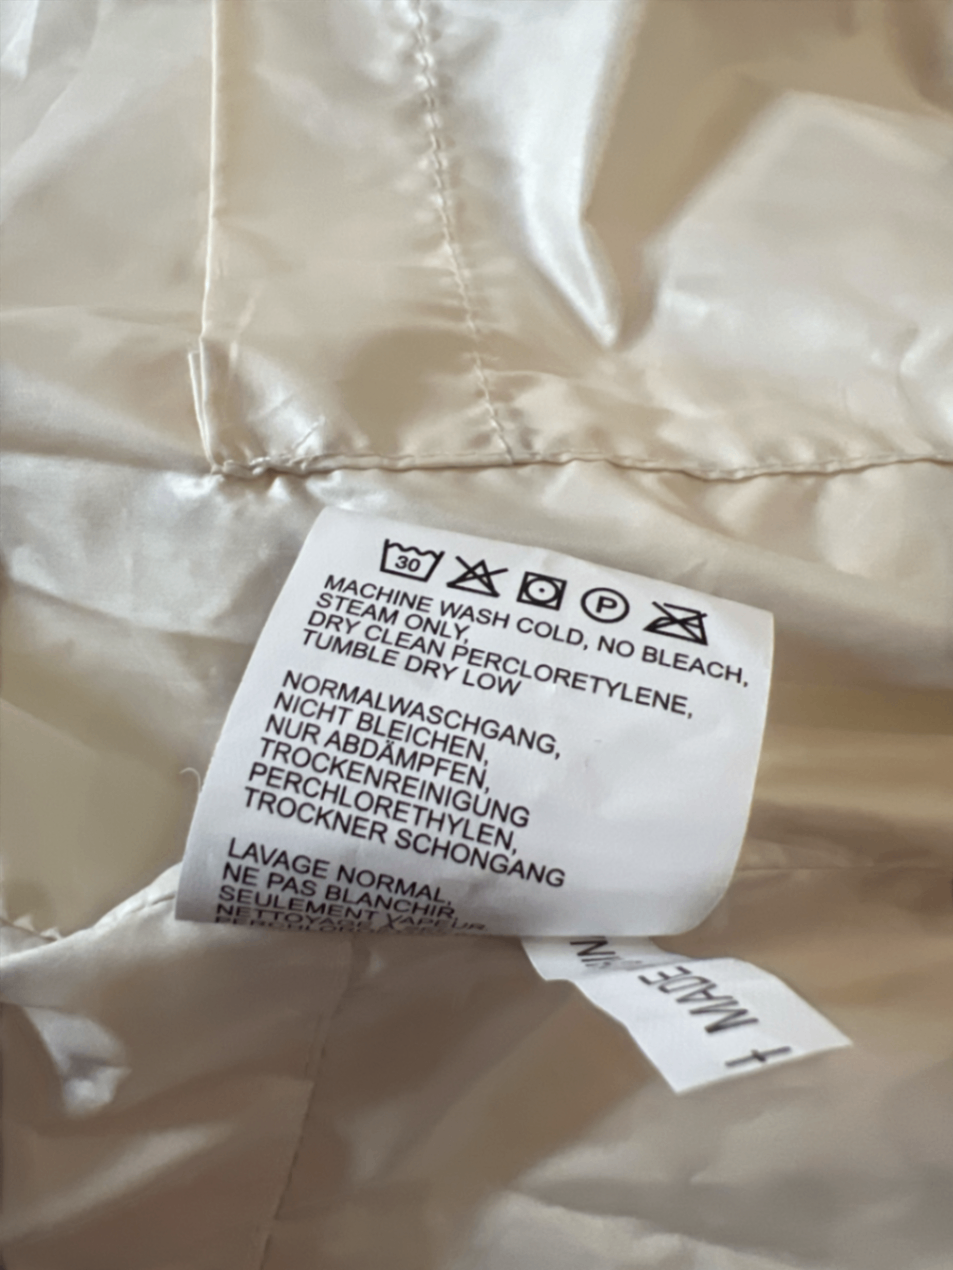 30
P
MACHINE WASH COLD, NO BLEACH,
STEAM ONLY,
DRY CLEAN PERCLORETYLENE,
TUMBLE DRY LOW
NORMALWASCHGANG,
NICHT BLEICHEN,
NUR ABDÄMPFEN,
TROCKENREINIGUNG
PERCHLORETHYLEN,
TROCKNER SCHONGANG
LAVAGE NORMAL,
NE PAS BLANCHIR
SEULEMENT VAPEUR
NETTOYAGE A
MADE